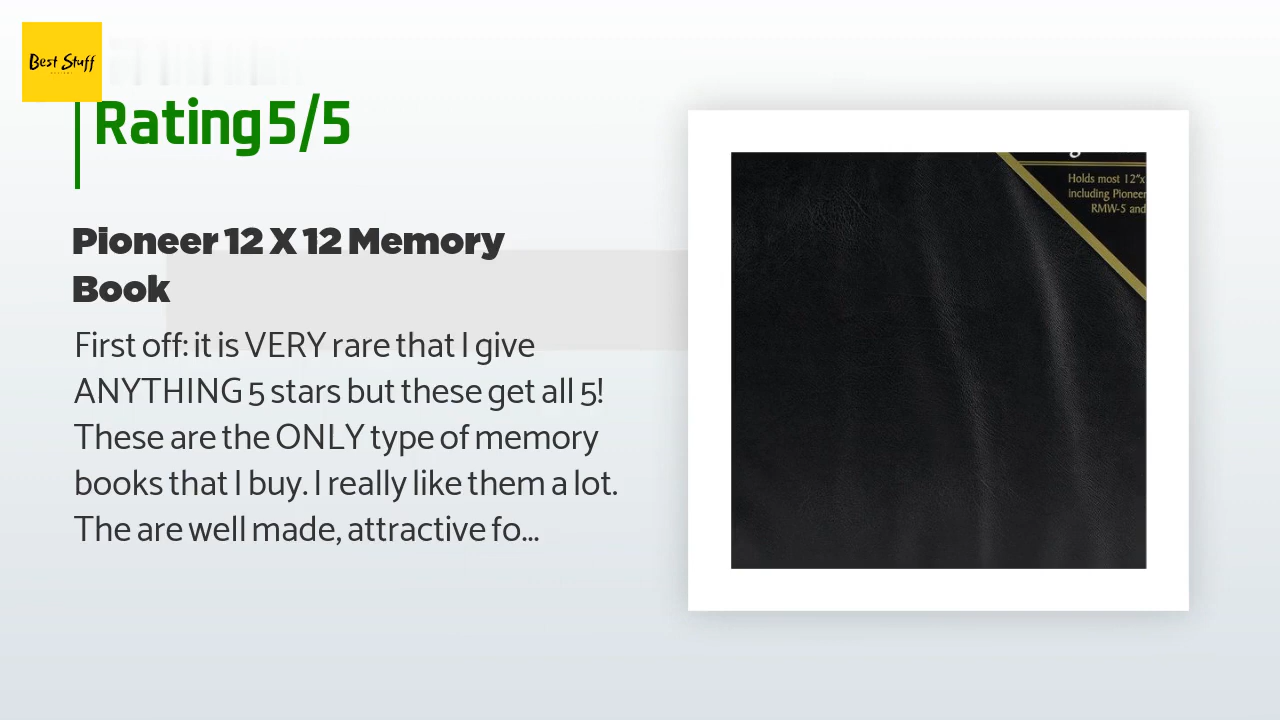 Best Stuff
Rating 5/5
Pioneer 12 X 12 Memory
Book
First off: it is VERY rare that I give
ANYTHING 5 stars but these get all 5!
These are the ONLY type of memory
books that I buy. I really like them a lot.
The are well made, attractive fo...
Holds most 12"x
including Pioneer
RMW-5 and